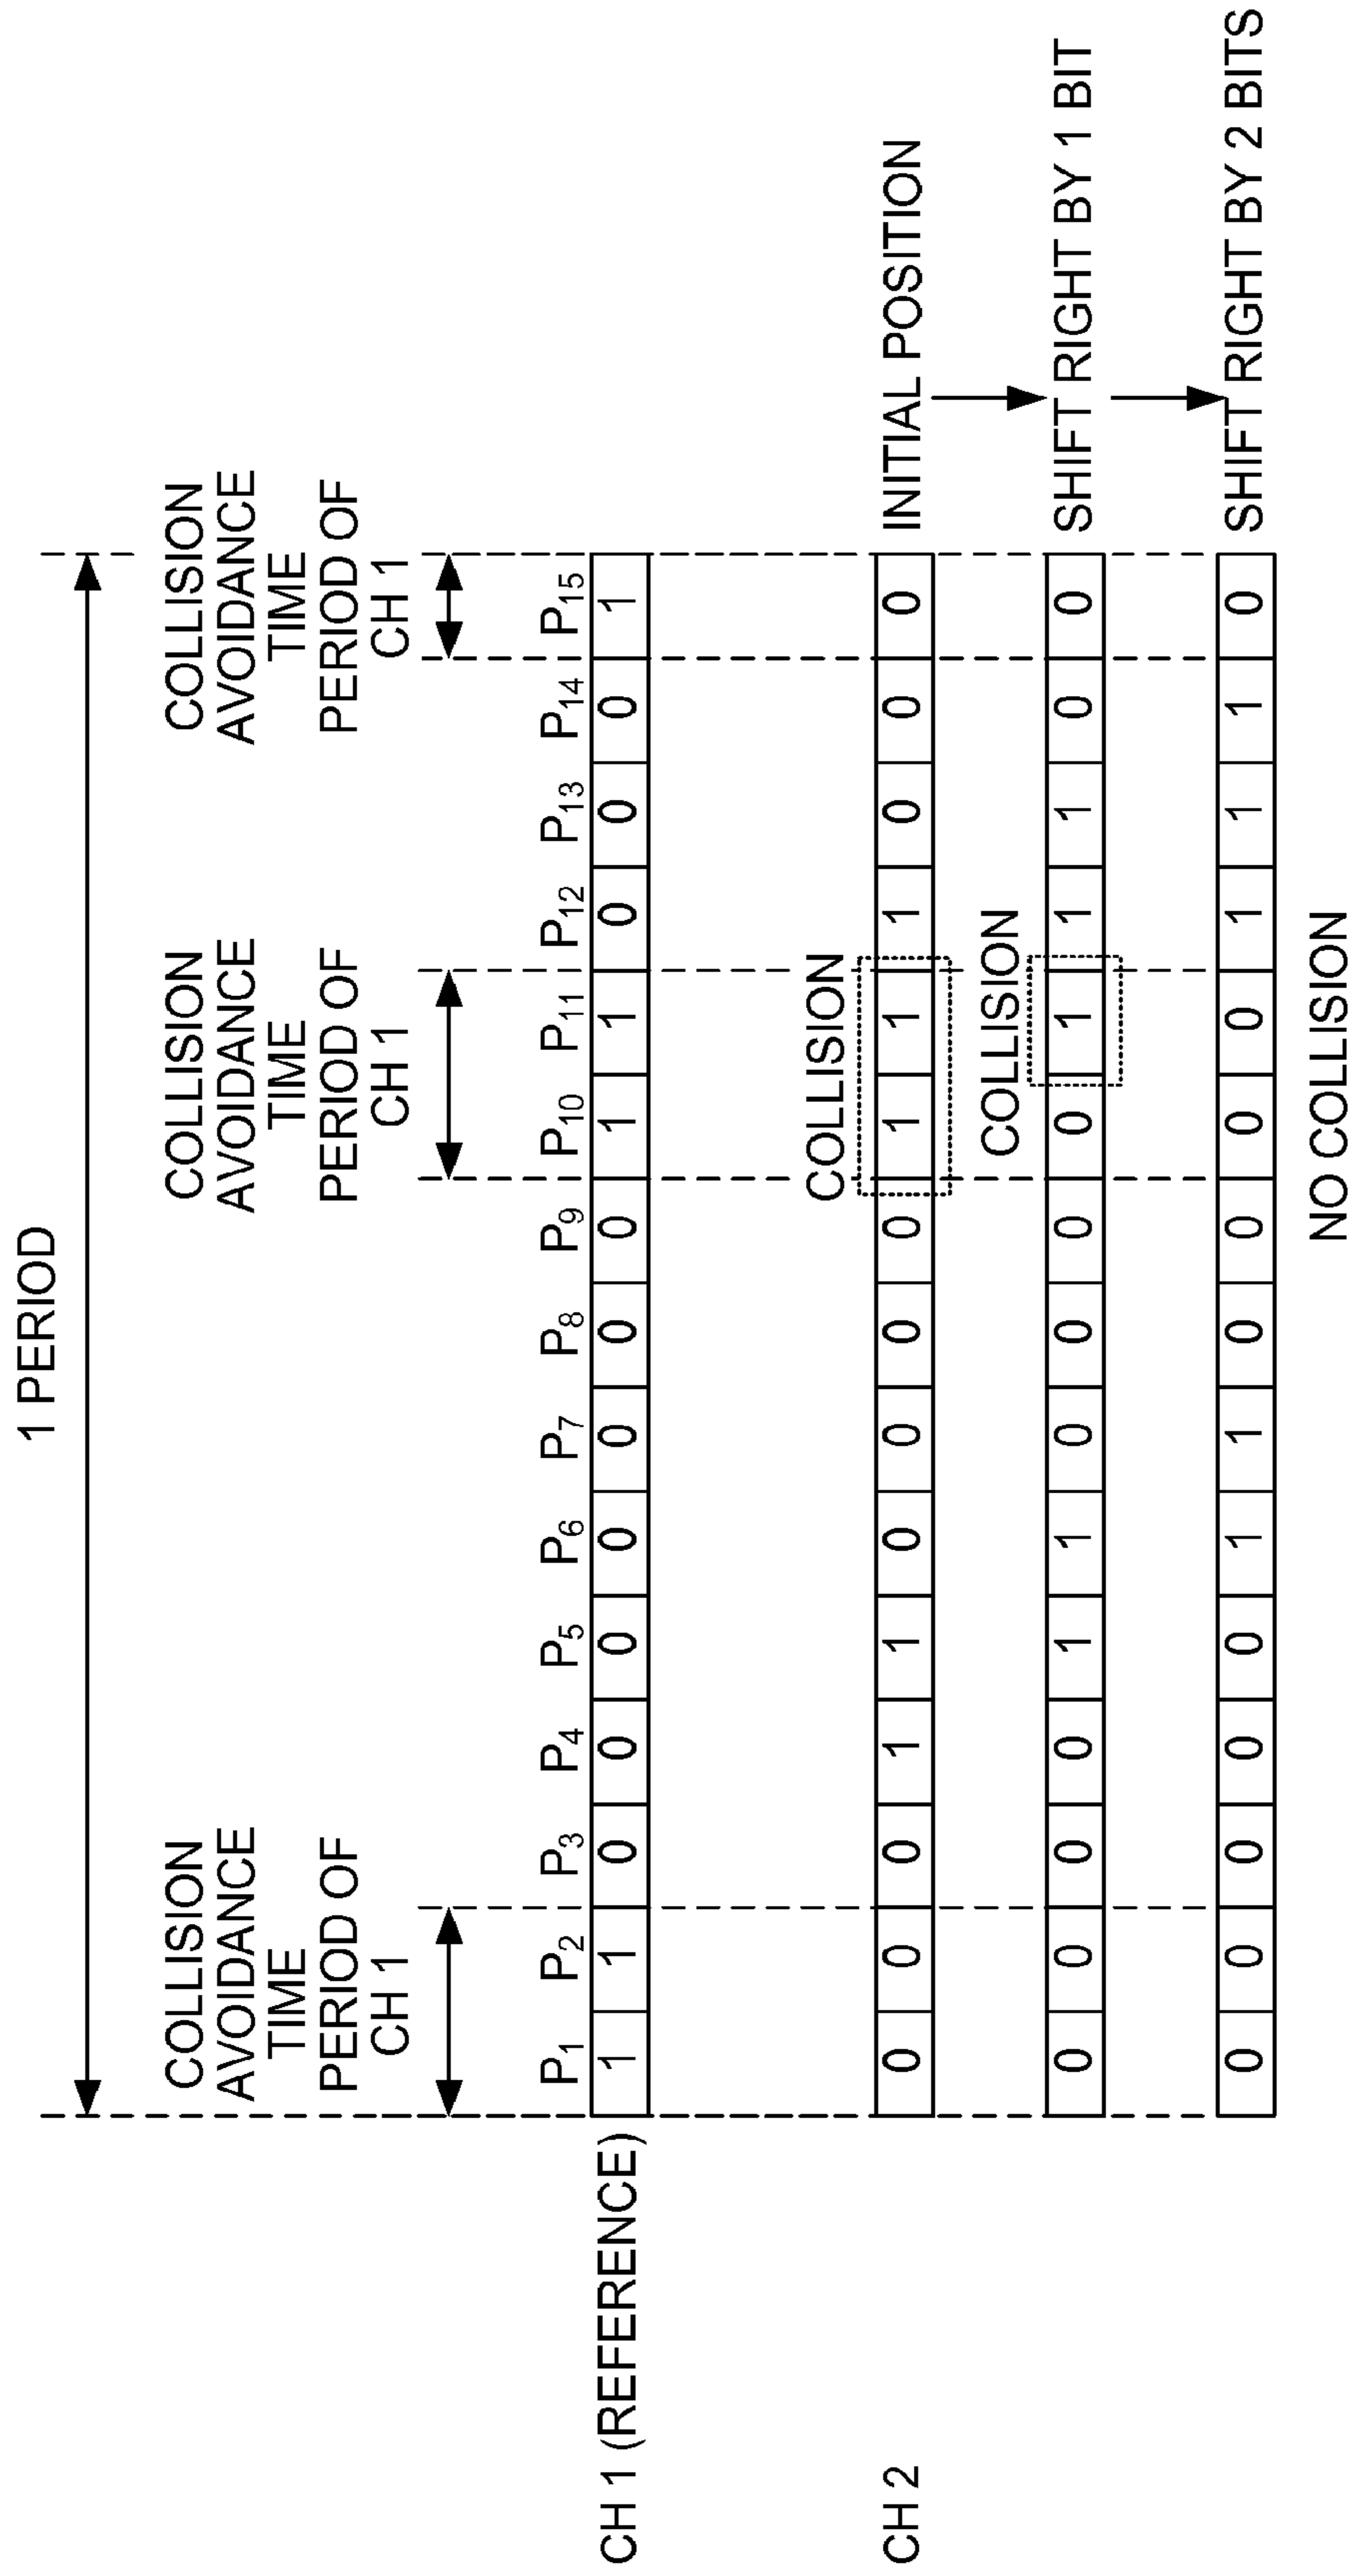 1 PERIOD
COLLISION
AVOIDANCE
TIME
PERIOD OF
CH 1
COLLISION
AVOIDANCE
TIME
PERIOD OF
CH 1
COLLISION
AVOIDANCE
TIME
PERIOD OF
CH 1
P1 P2 P3 P4 P5 P6 P7 P8 P9 P10 P11 P12 P13 P14 P15
CH 1 (REFERENCE) 1 1 0 0 0 0 0 0 0 1 1 0 0 0 1
COLLISION
CH 2 0 0 0 1 1 0 0 0 0 1 1 1 0 0 0 INITIAL POSITION
COLLISION
0 0 0 0 1 1 0 0 0 0 1 1 1 0 0 SHIFT RIGHT BY 1 BIT
0 0 0 0 0 1 1 0 0 0 0 1 1 1 0 SHIFT RIGHT BY 2 BITS
NO COLLISION